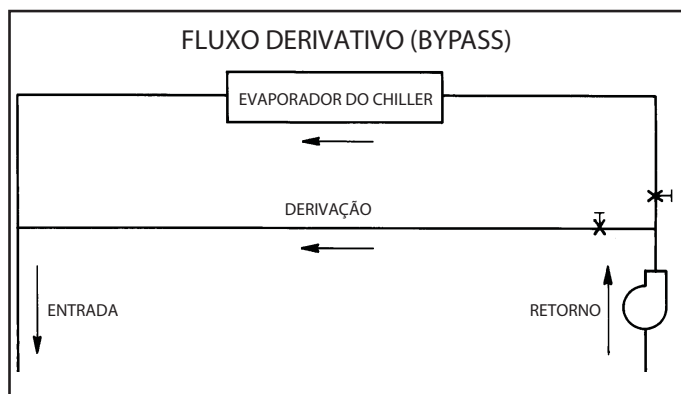 FLUXO DERIVATIVO (BYPASS)
EVAPORADOR DO CHILLER
DERIVAÇÃO
ENTRADA
RETORNO